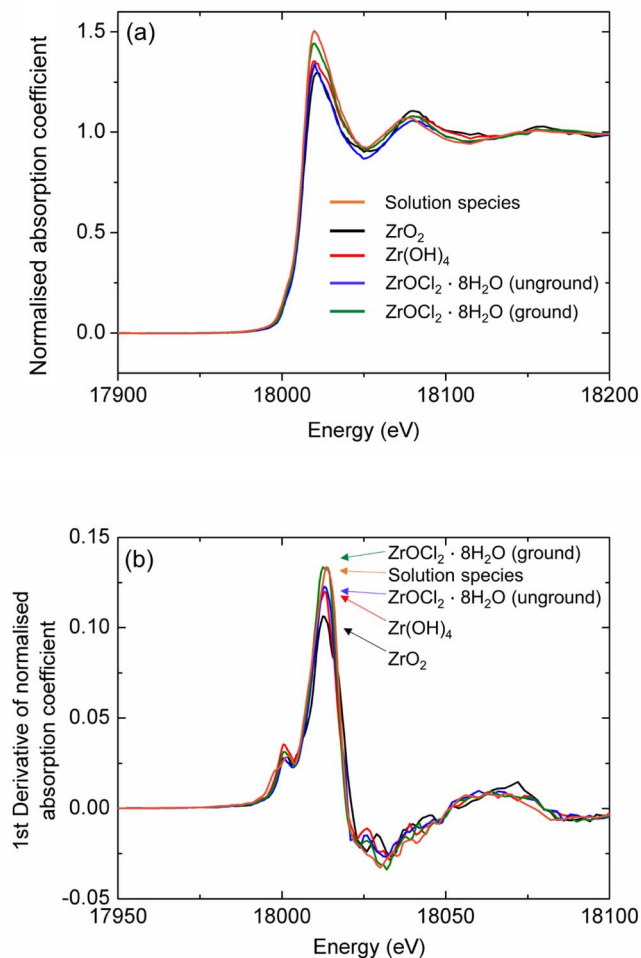 (a)
Normalised absorption coefficient
1.5
1.0
0.5
0.0
Solution species
ZrO₂
Zr(OH)₄
ZrOCl₂ · 8H₂O (unground)
ZrOCl₂ · 8H₂O (ground)
17900 18000 18100 18200
Energy (eV)
(b)
1st Derivative of normalised
absorption coefficient
0.15
0.10
0.05
0.00
-0.05
ZrOCl₂ · 8H₂O (ground)
Solution species
ZrOCl₂ · 8H₂O (unground)
Zr(OH)₄
ZrO₂
17950 18000 18050 18100
Energy (eV)